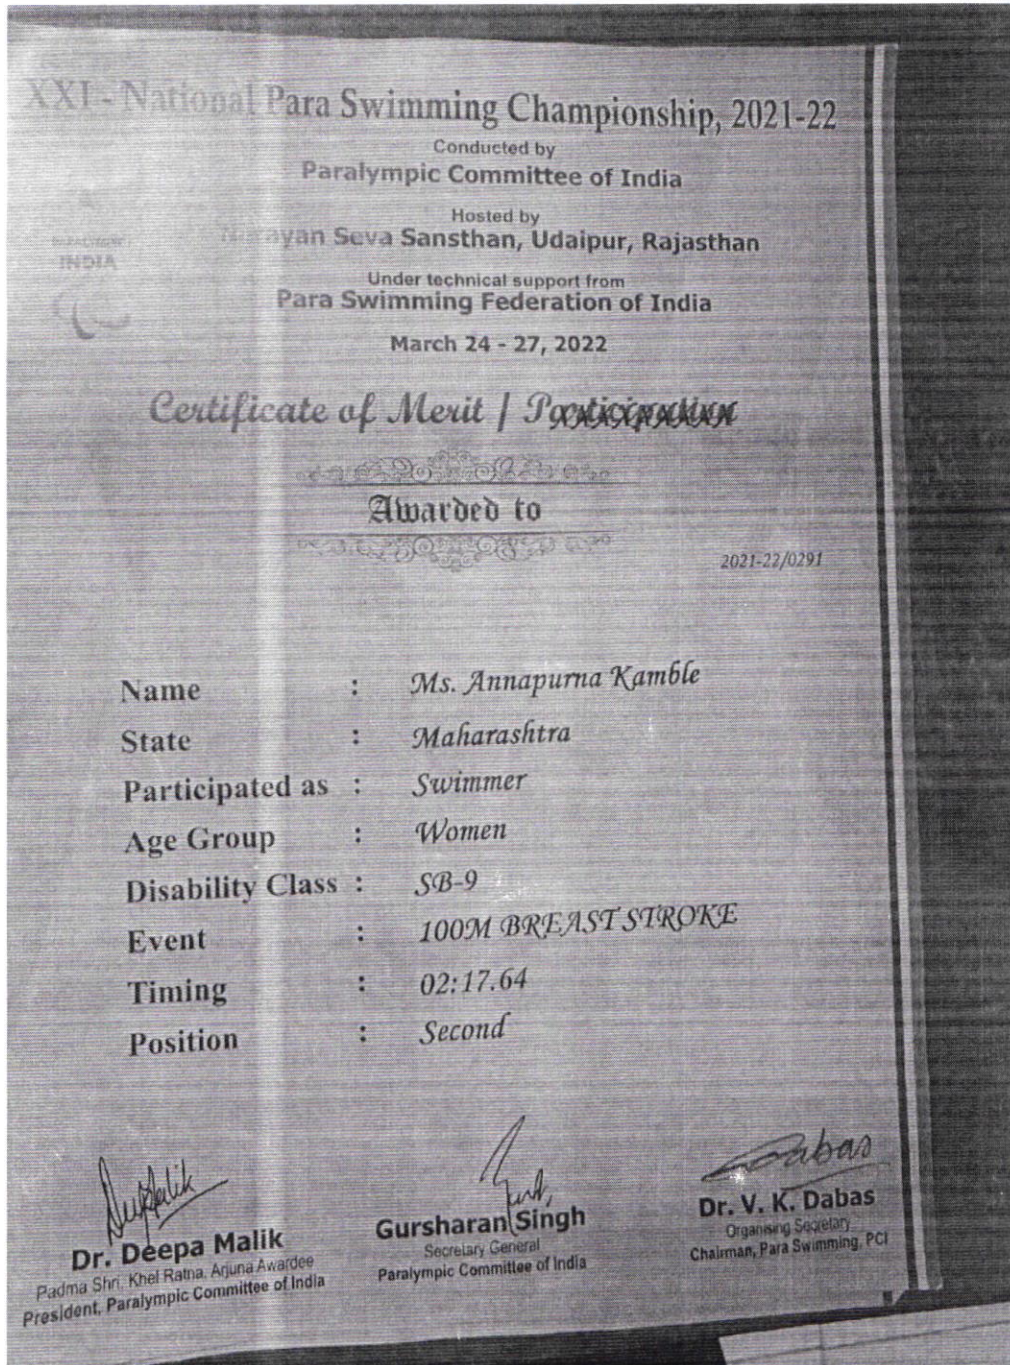 XXI - National Para Swimming Championship, 2021-22
Conducted by
Paralympic Committee of India
Hosted by
Narayan Seva Sansthan, Udaipur, Rajasthan
INDIA
Under technical support from
Para Swimming Federation of India
March 24 - 27, 2022
Certificate of Merit / Participation
Awarded to
2021-22/0291
Name : Ms. Annapurna Kamble
State : Maharashtra
Participated as : Swimmer
Age Group : Women
Disability Class : SB-9
Event : 100M BREAST STROKE
Timing : 02:17.64
Position : Second
Dabas
Dr. Deepa Malik
Padma Shri, Khel Ratna, Arjuna Awardee
President, Paralympic Committee of India
Gursharan Singh
Secretary General
Paralympic Committee of India
Dr. V. K. Dabas
Organising Secretary
Chairman, Para Swimming, PCI